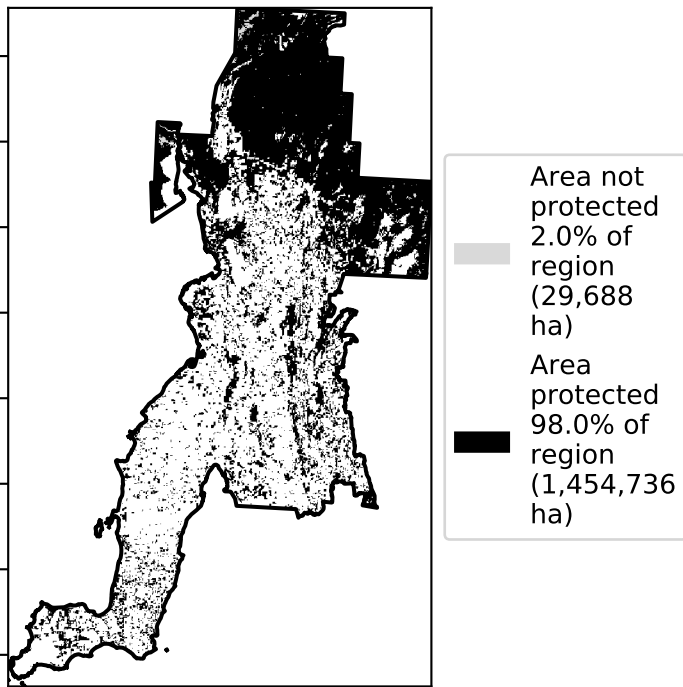 Area not
protected
2.0% of
region
(29,688
ha)
Area
protected
98.0% of
region
(1,454,736
ha)